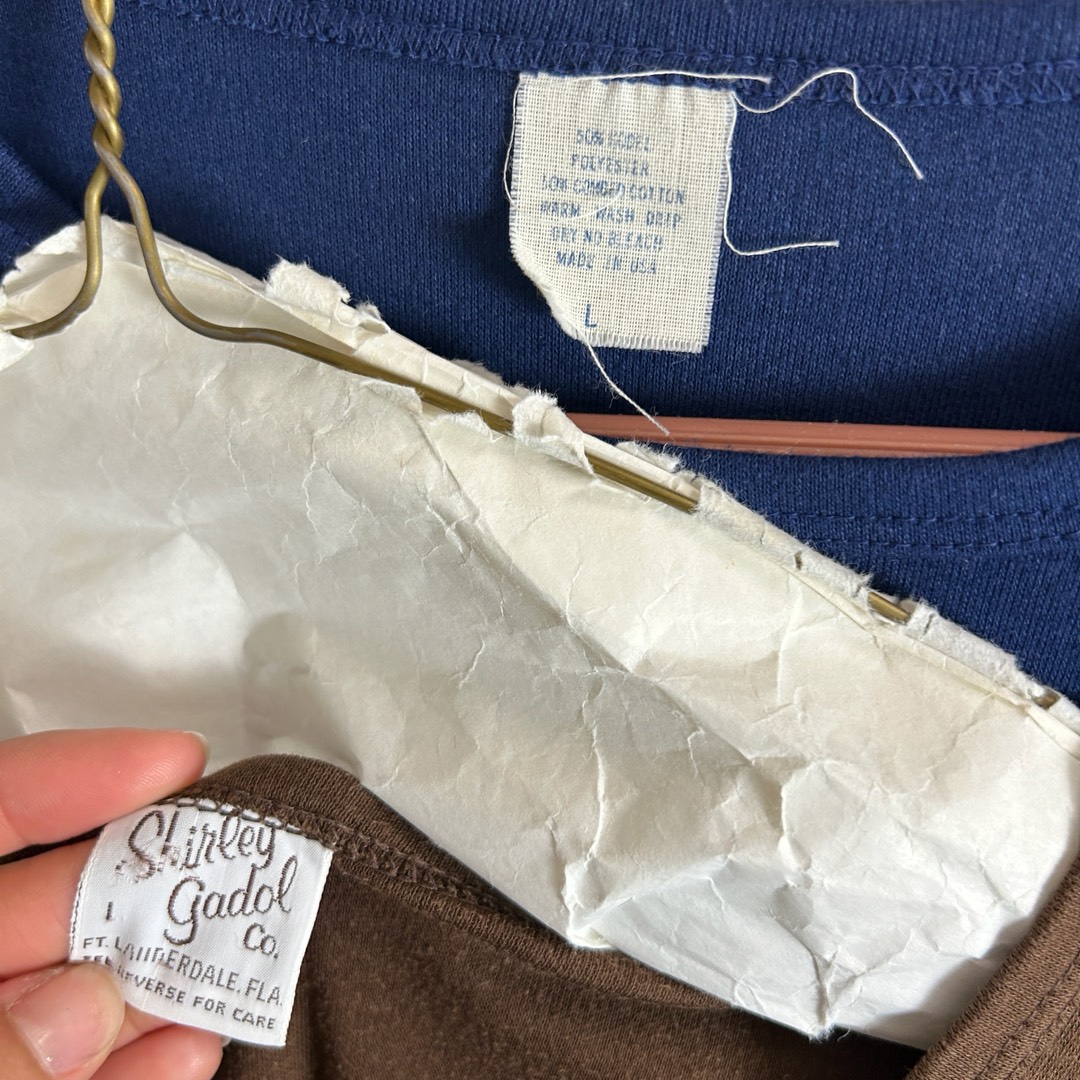 50% KODEL
POLYESTER
50% COMBED COTTON
WARM WASH DRIP
DRY NO BLEACH
MADE IN USA
L
Shirley
Gadol
Co.
FT. LAUDERDALE, FLA.
REVERSE FOR CARE